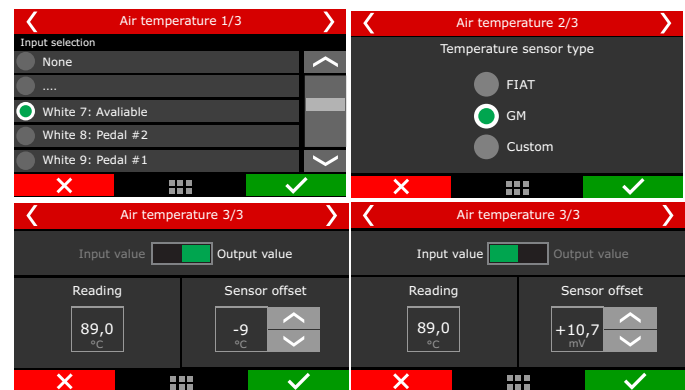 Air temperature 1/3
Input selection
None
....
White 7: Avaliable
White 8: Pedal #2
White 9: Pedal #1
Air temperature 2/3
Temperature sensor type
FIAT
GM
Custom
Air temperature 3/3
Input value Output value
Reading Sensor offset
89,0 -9
°C °C
Air temperature 3/3
Input value Output value
Reading Sensor offset
89,0 +10,7
°C mV